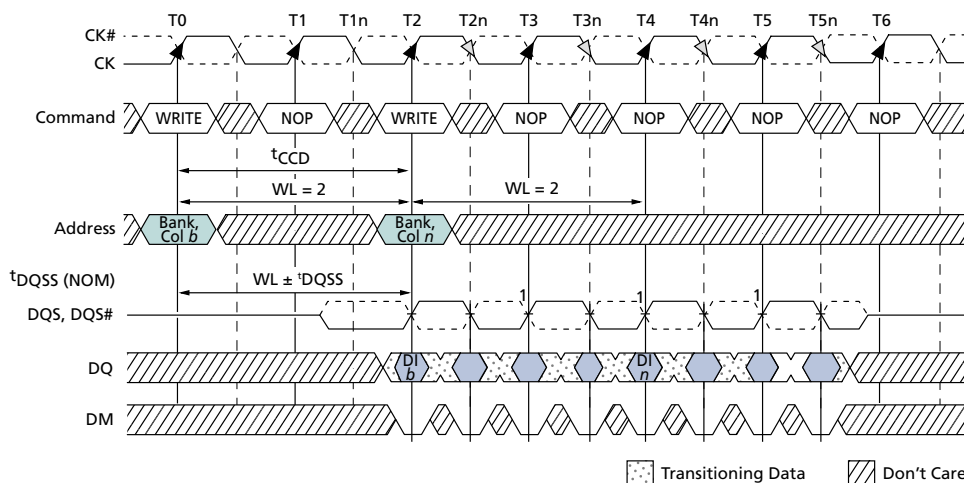 T0 T1 T1n T2 T2n T3 T3n T4 T4n T5 T5n T6
CK#
CK
Command WRITE NOP WRITE NOP NOP NOP NOP
tCCD
WL = 2 WL = 2
Address Bank, Col b Bank, Col n
tDQSS (NOM) WL ± tDQSS
1 1 1
DQS, DQS#
DQ DI b DI n
DM
Transitioning Data Don't Care